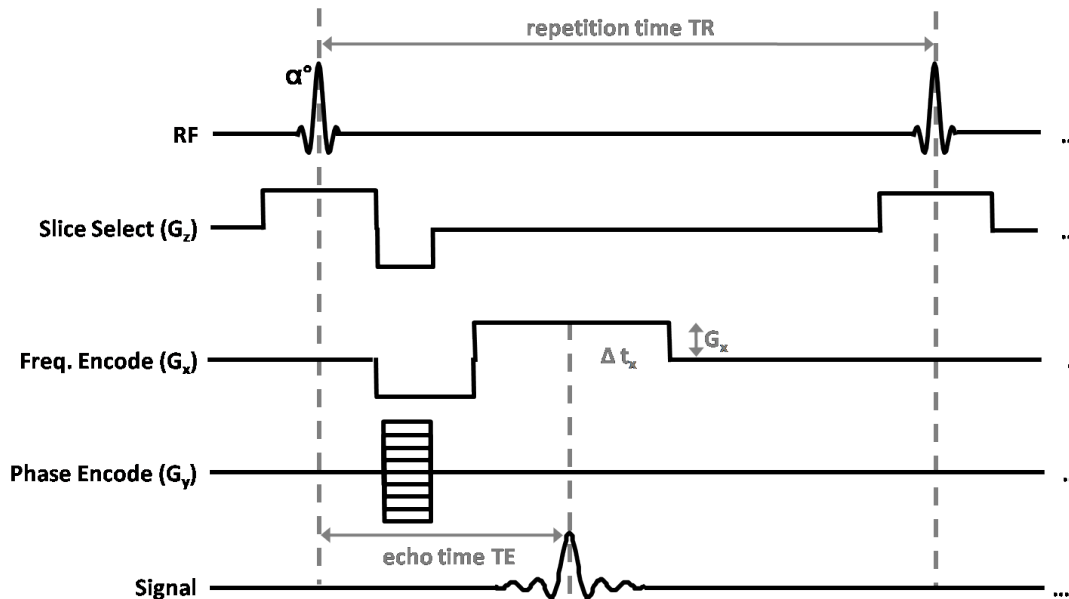 repetition time TR
α°
RF
...
Slice Select (Gz)
...
Freq. Encode (Gx)
Gx
Δ tx
.
Phase Encode (Gy)
.
echo time TE
Signal
...